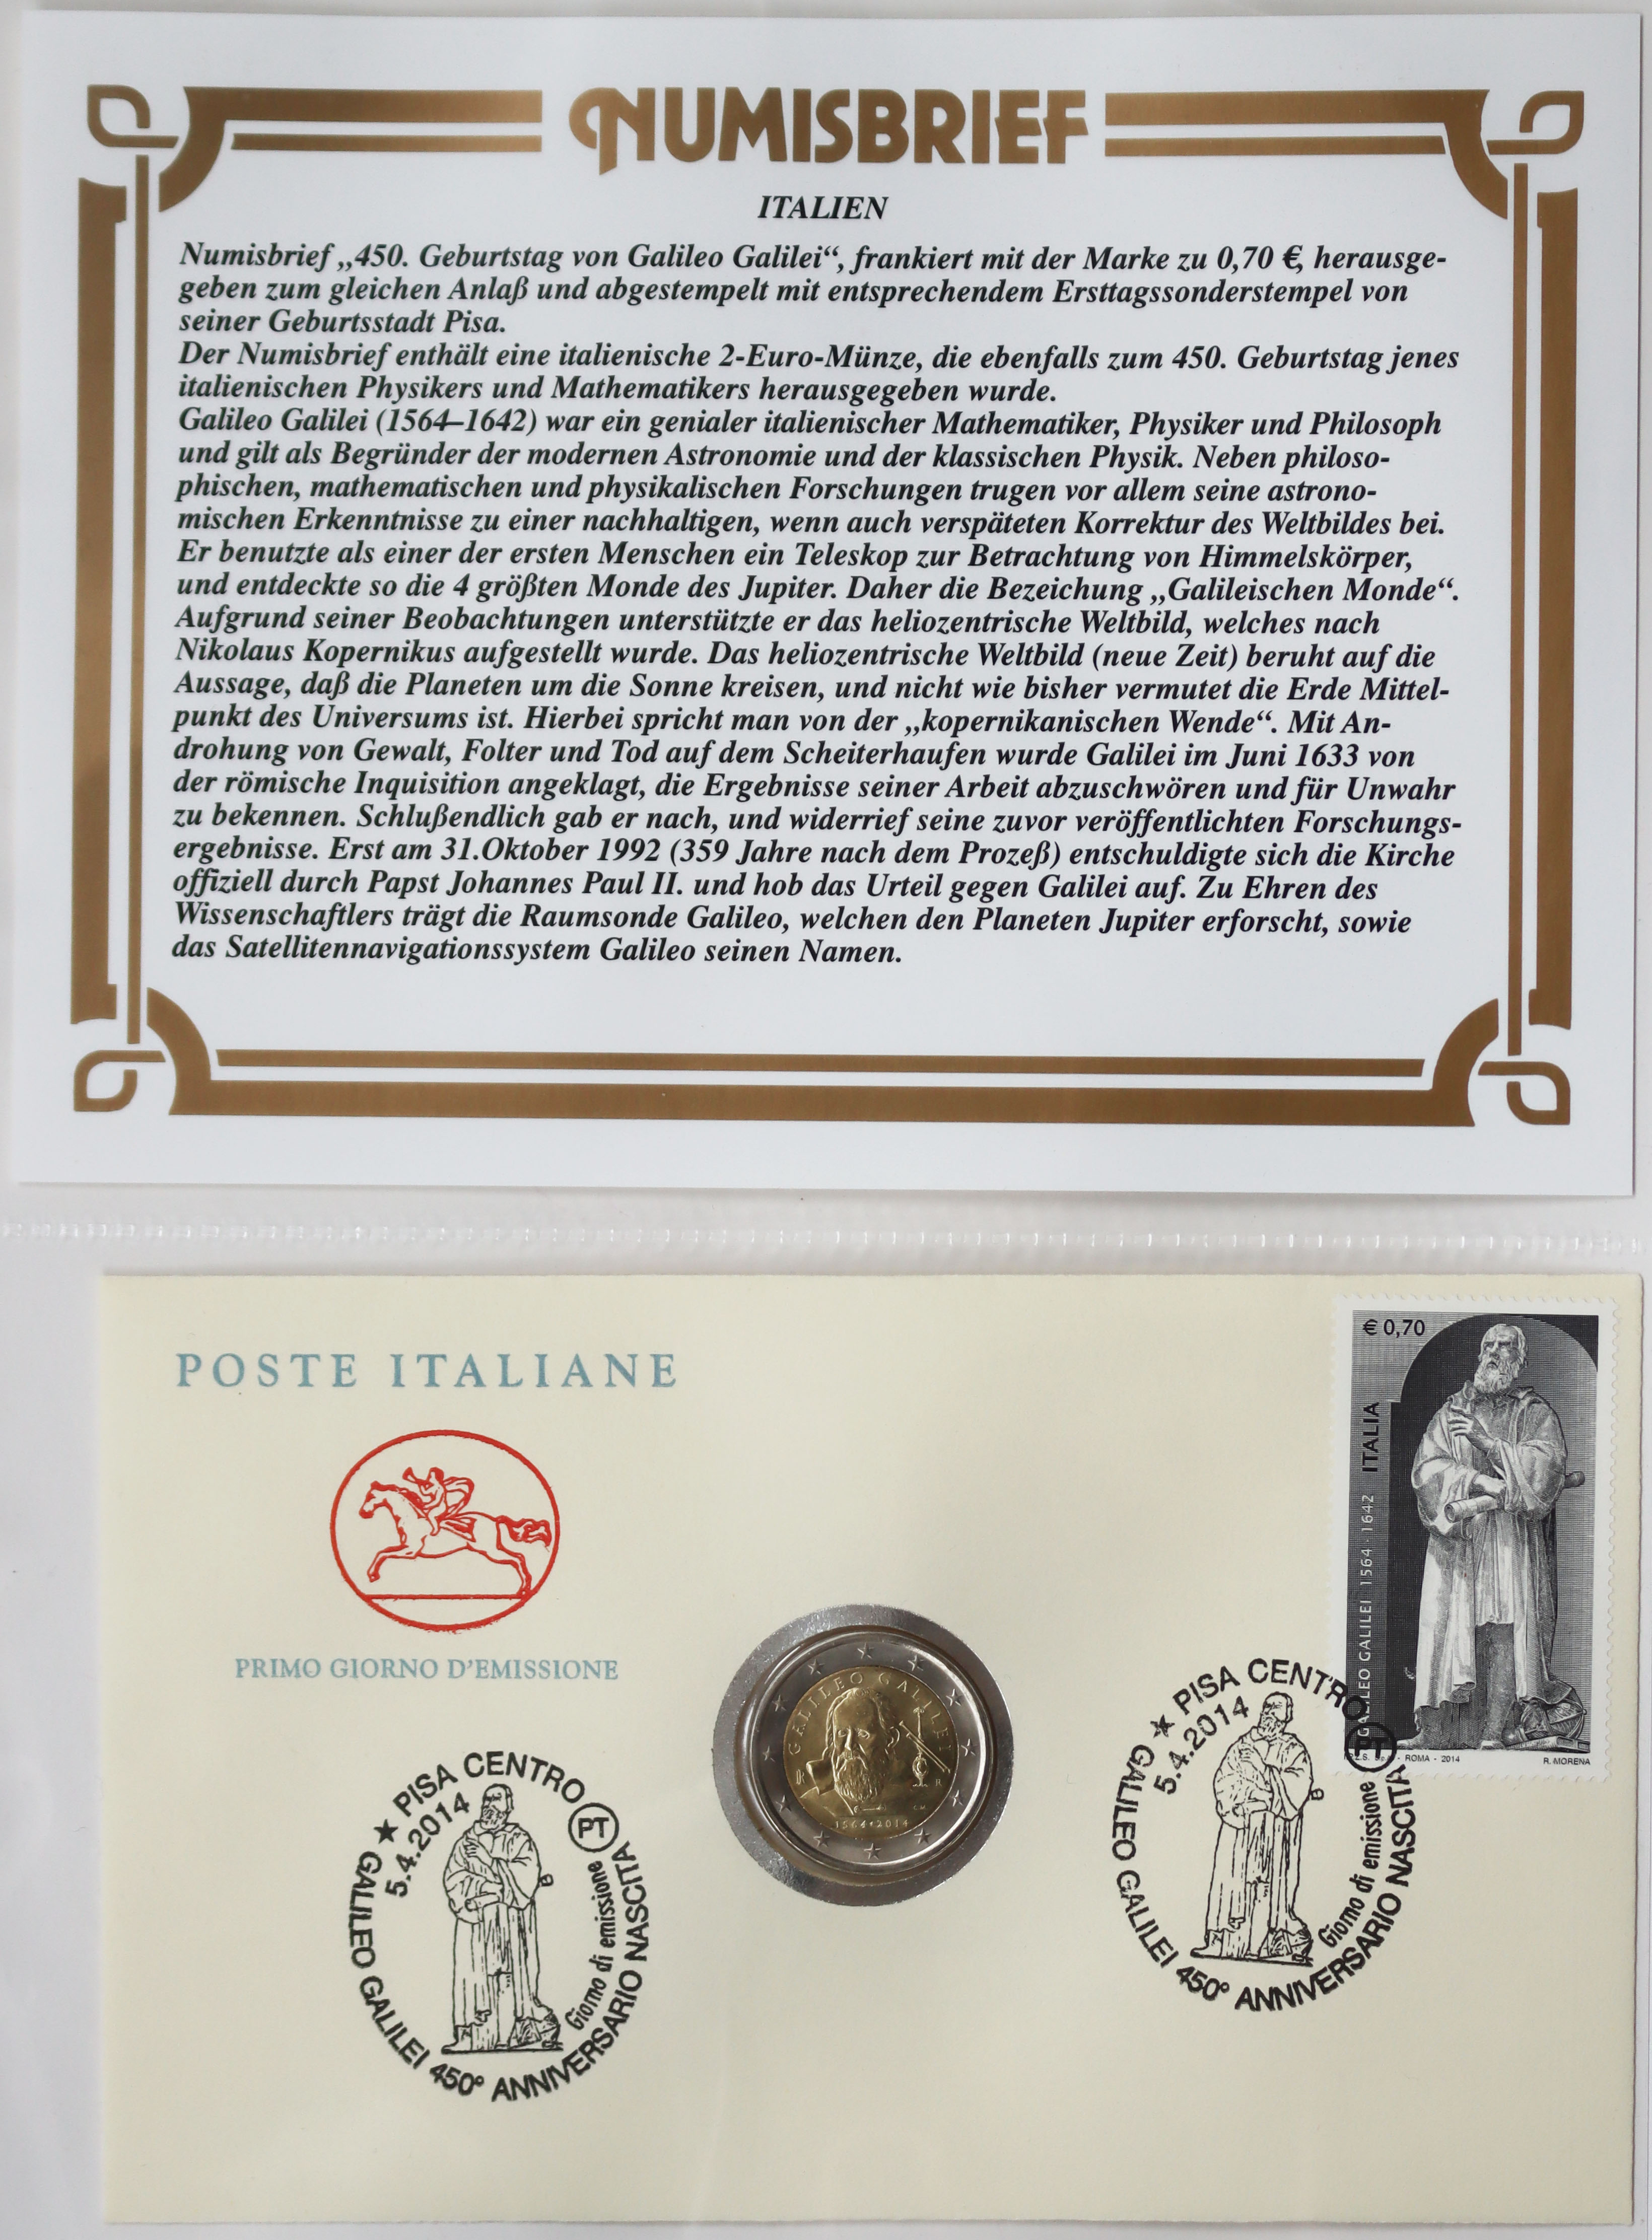 NUMISBRIEF
ITALIEN
Numisbrief „450. Geburtstag von Galileo Galilei“, frankiert mit der Marke zu 0,70 €, herausge-
geben zum gleichen Anlaß und abgestempelt mit entsprechendem Ersttagssonderstempel von
seiner Geburtsstadt Pisa.
Der Numisbrief enthält eine italienische 2-Euro-Münze, die ebenfalls zum 450. Geburtstag jenes
italienischen Physikers und Mathematikers herausgegeben wurde.
Galileo Galilei (1564–1642) war ein genialer italienischer Mathematiker, Physiker und Philosoph
und gilt als Begründer der modernen Astronomie und der klassischen Physik. Neben philoso-
phischen, mathematischen und physikalischen Forschungen trugen vor allem seine astrono-
mischen Erkenntnisse zu einer nachhaltigen, wenn auch verspäteten Korrektur des Weltbildes bei.
Er benutzte als einer der ersten Menschen ein Teleskop zur Betrachtung von Himmelskörper,
und entdeckte so die 4 größten Monde des Jupiter. Daher die Bezeichung „Galileischen Monde“.
Aufgrund seiner Beobachtungen unterstützte er das heliozentrische Weltbild, welches nach
Nikolaus Kopernikus aufgestellt wurde. Das heliozentrische Weltbild (neue Zeit) beruht auf die
Aussage, daß die Planeten um die Sonne kreisen, und nicht wie bisher vermutet die Erde Mittel-
punkt des Universums ist. Hierbei spricht man von der „kopernikanischen Wende“. Mit An-
drohung von Gewalt, Folter und Tod auf dem Scheiterhaufen wurde Galilei im Juni 1633 von
der römische Inquisition angeklagt, die Ergebnisse seiner Arbeit abzuschwören und für Unwahr
zu bekennen. Schlußendlich gab er nach, und widerrief seine zuvor veröffentlichten Forschungs-
ergebnisse. Erst am 31.Oktober 1992 (359 Jahre nach dem Prozeß) entschuldigte sich die Kirche
offiziell durch Papst Johannes Paul II. und hob das Urteil gegen Galilei auf. Zu Ehren des
Wissenschaftlers trägt die Raumsonde Galileo, welchen den Planeten Jupiter erforscht, sowie
das Satellitennavigationssystem Galileo seinen Namen.
POSTE ITALIANE
PRIMO GIORNO D'EMISSIONE
€ 0,70
GALILEO GALILEI 1564 · 1642 ITALIA
- ROMA - 2014
R. MORENA
GALILEO GALILEI
R
CM
1564•2014
★ PISA CENTRO PT
5.4.2014
Giorno di emissione
GALILEO GALILEI 450° ANNIVERSARIO NASCITA
★ PISA CENTRO PT
5.4.2014
Giorno di emissione
GALILEO GALILEI 450° ANNIVERSARIO NASCITA